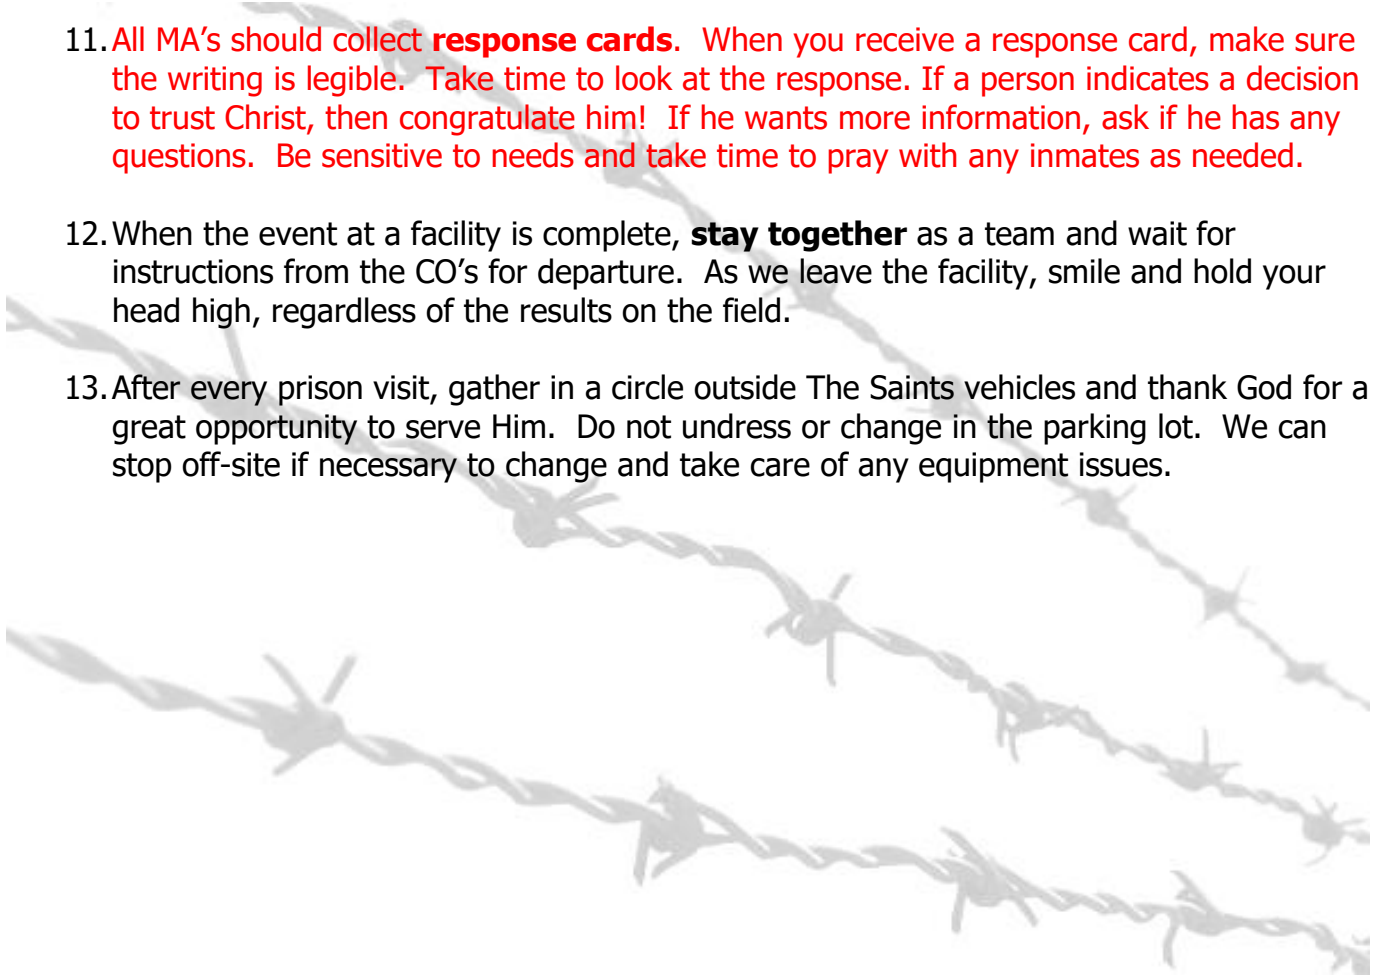 11. All MA’s should collect response cards.  When you receive a response card, make sure
the writing is legible.  Take time to look at the response. If a person indicates a decision
to trust Christ, then congratulate him!  If he wants more information, ask if he has any
questions.  Be sensitive to needs and take time to pray with any inmates as needed.
12. When the event at a facility is complete, stay together as a team and wait for
instructions from the CO’s for departure.  As we leave the facility, smile and hold your
head high, regardless of the results on the field.
13. After every prison visit, gather in a circle outside The Saints vehicles and thank God for a
great opportunity to serve Him.  Do not undress or change in the parking lot.  We can
stop off-site if necessary to change and take care of any equipment issues.